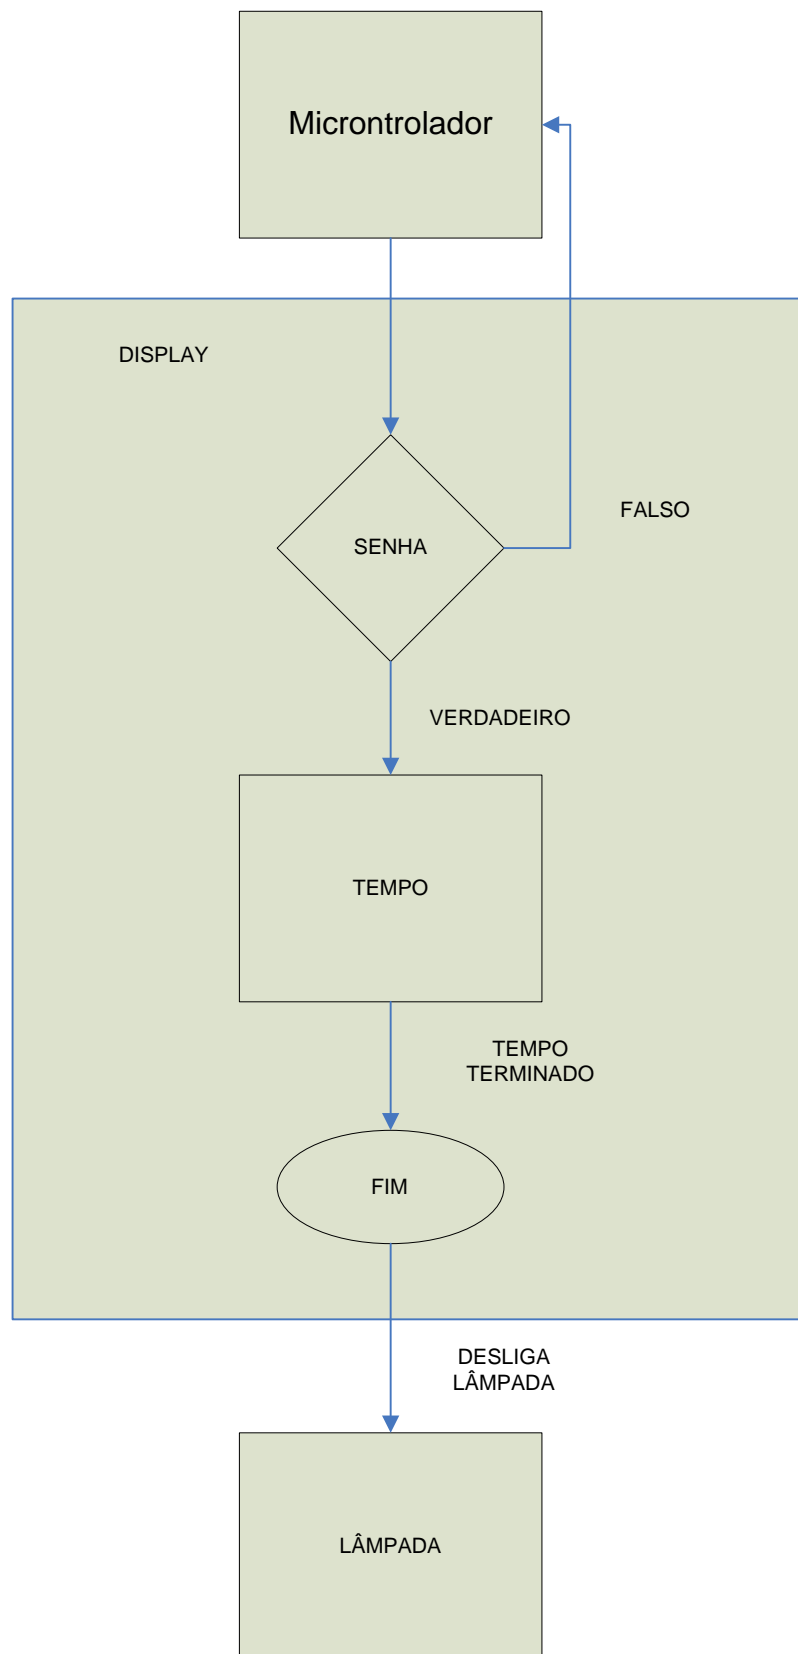 Microntrolador
DISPLAY
FALSO
SENHA
VERDADEIRO
TEMPO
TEMPO
TERMINADO
FIM
DESLIGA
LÂMPADA
LÂMPADA